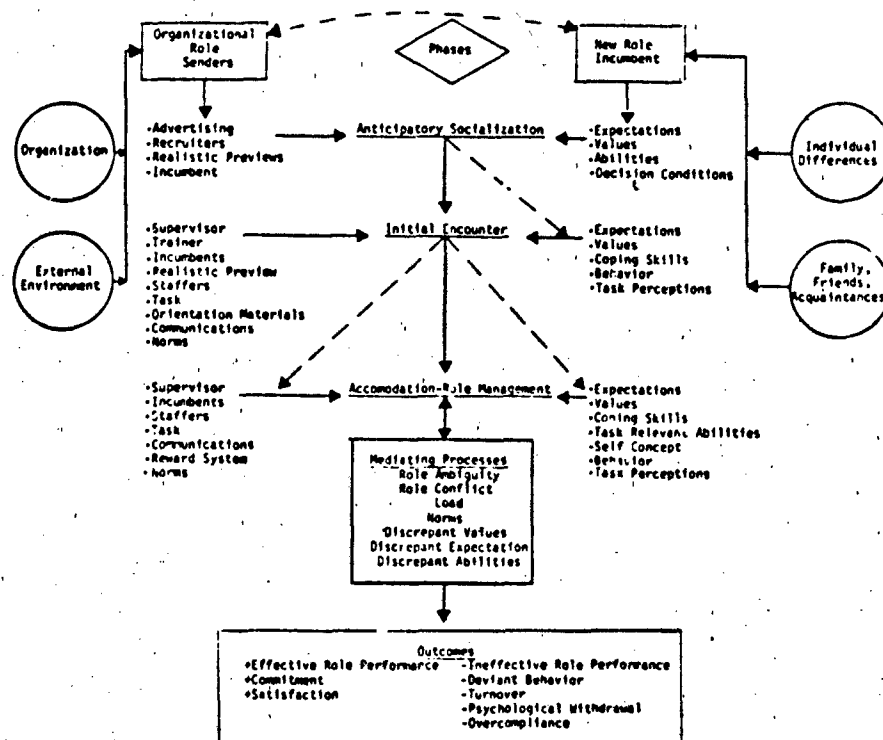 Organizational
Role
Senders
Phases
New Role
Incumbent
Organization
External
Environment
Individual
Differences
Family,
Friends,
Acquaintances
•Advertising
•Recruiters
•Realistic Previews
•Incumbent
Anticipatory Socialization
•Expectations
•Values
•Abilities
•Decision Conditions
•Supervisor
•Trainer
•Incumbents
•Realistic Preview
•Staffers
•Task
•Orientation Materials
•Communications
•Norms
Initial Encounter
•Expectations
•Values
•Coping Skills
•Behavior
•Task Perceptions
•Supervisor
•Incumbents
•Staffers
•Task
•Communications
•Reward System
•Norms
Accomodation-Role Management
•Expectations
•Values
•Coping Skills
•Task Relevant Abilities
•Self Concept
•Behavior
•Task Perceptions
Mediating Processes
Role Ambiguity
Role Conflict
Load
Norms
Discrepant Values
Discrepant Expectation
Discrepant Abilities
Outcomes
+Effective Role Performance
+Commitment
+Satisfaction
-Ineffective Role Performance
-Deviant Behavior
-Turnover
-Psychological Withdrawal
-Overcompliance